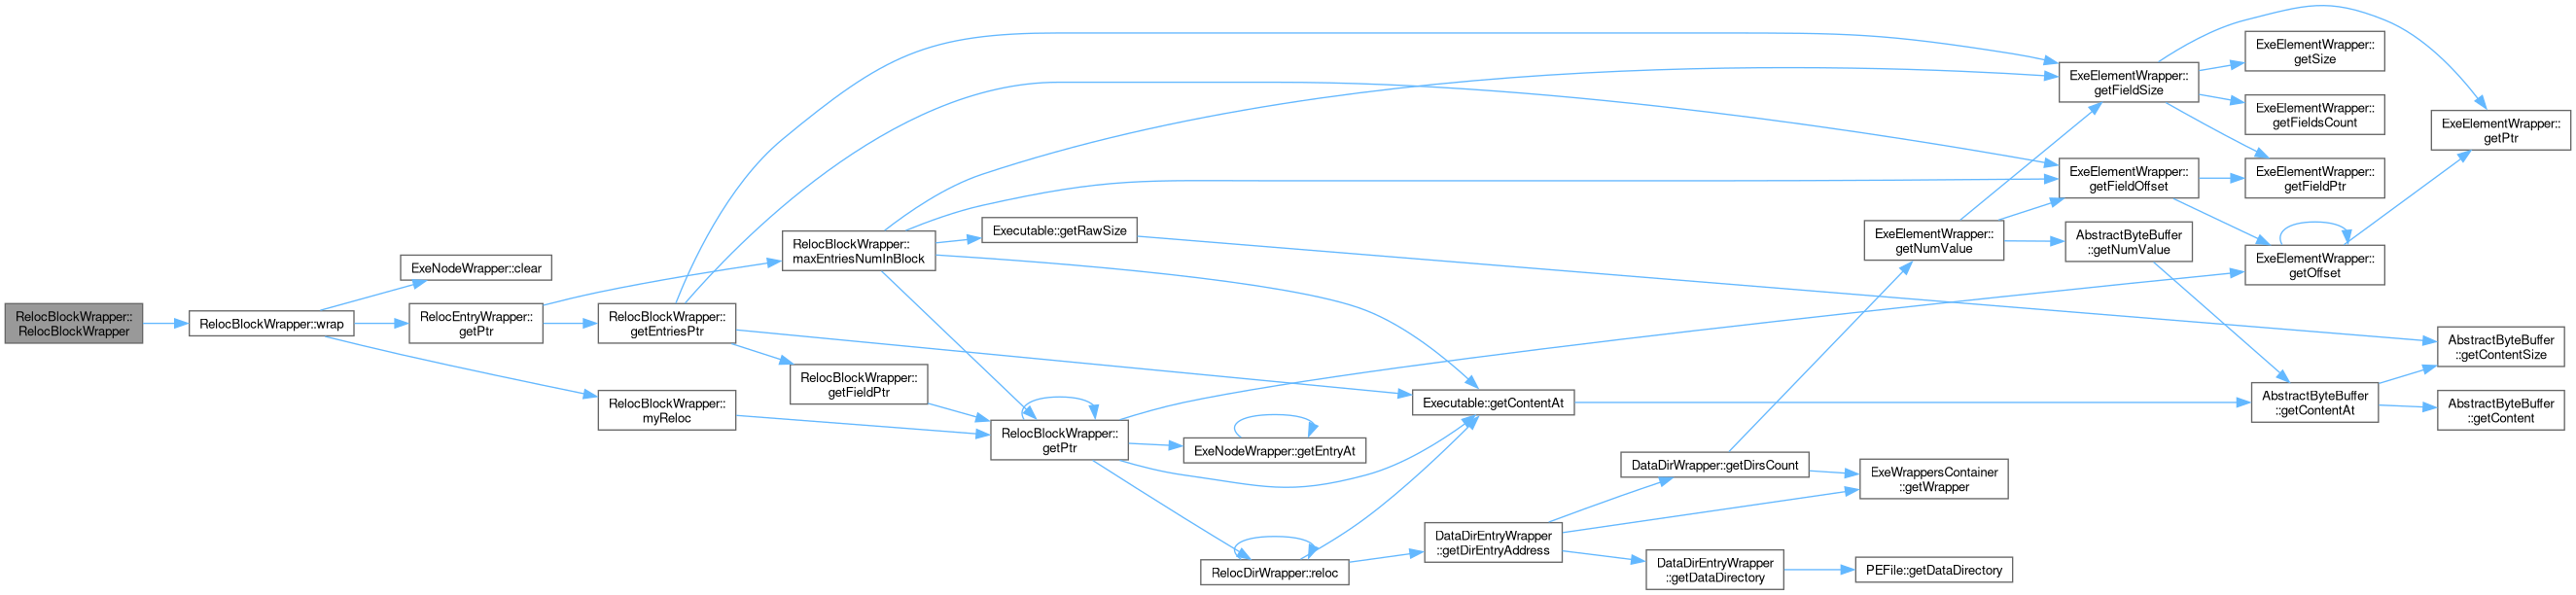 RelocBlockWrapper::
RelocBlockWrapper
RelocBlockWrapper::wrap
ExeNodeWrapper::clear
RelocEntryWrapper::
getPtr
RelocBlockWrapper::
myReloc
RelocBlockWrapper::
getEntriesPtr
RelocBlockWrapper::
maxEntriesNumInBlock
RelocBlockWrapper::
getFieldPtr
Executable::getRawSize
RelocBlockWrapper::
getPtr
ExeNodeWrapper::getEntryAt
RelocDirWrapper::reloc
Executable::getContentAt
DataDirEntryWrapper
::getDirEntryAddress
DataDirWrapper::getDirsCount
DataDirEntryWrapper
::getDataDirectory
ExeElementWrapper::
getNumValue
ExeWrappersContainer
::getWrapper
PEFile::getDataDirectory
ExeElementWrapper::
getFieldSize
ExeElementWrapper::
getFieldOffset
AbstractByteBuffer
::getNumValue
ExeElementWrapper::
getSize
ExeElementWrapper::
getFieldsCount
ExeElementWrapper::
getFieldPtr
ExeElementWrapper::
getOffset
AbstractByteBuffer
::getContentAt
ExeElementWrapper::
getPtr
AbstractByteBuffer
::getContentSize
AbstractByteBuffer
::getContent